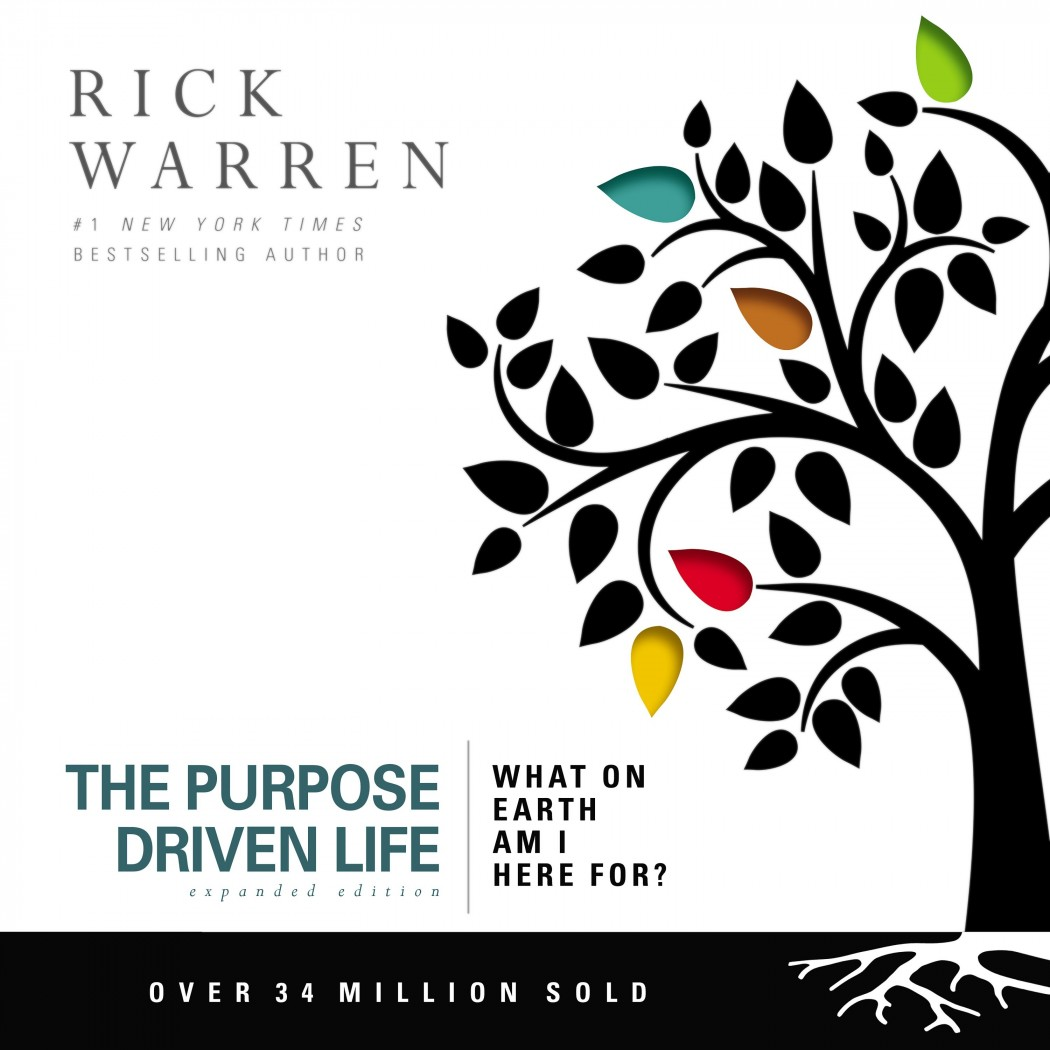 RICK
WARREN
#1 NEW YORK TIMES
BESTSELLING AUTHOR
THE PURPOSE
DRIVEN LIFE
expanded edition
WHAT ON
EARTH
AM I
HERE FOR?
OVER 34 MILLION SOLD